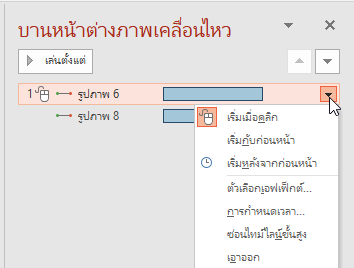 บานหน้าต่างภาพเคลื่อนไหว
เล่นตั้งแต่
1 รูปภาพ 6
รูปภาพ 8
เริ่มเมื่อคลิก
เริ่มกับก่อนหน้า
เริ่มหลังจากก่อนหน้า
ตัวเลือกเอฟเฟ็กต์...
การกำหนดเวลา...
ซ่อนไทม์ไลน์ขั้นสูง
เอาออก